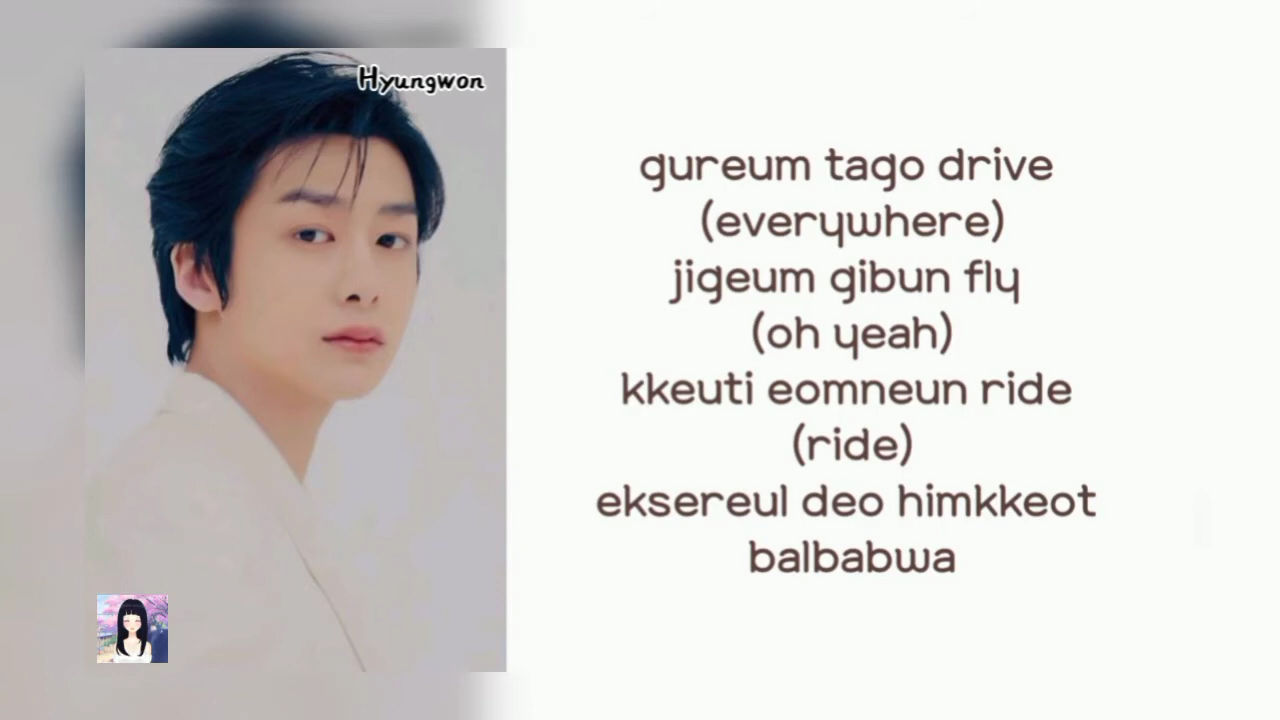 Hyungwon
gureum tago drive
(everywhere)
jigeum gibun fly
(oh yeah)
kkeuti eomneun ride
(ride)
eksereul deo himkkeot
balbabwa